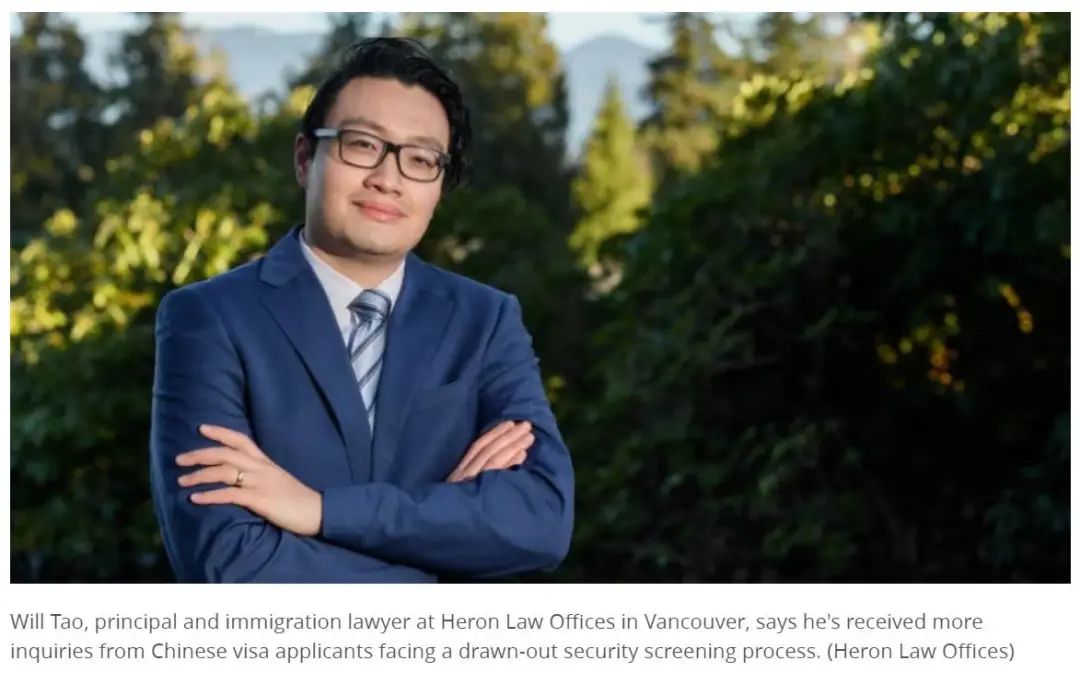 Will Tao, principal and immigration lawyer at Heron Law Offices in Vancouver, says he's received more
inquiries from Chinese visa applicants facing a drawn-out security screening process. (Heron Law Offices)